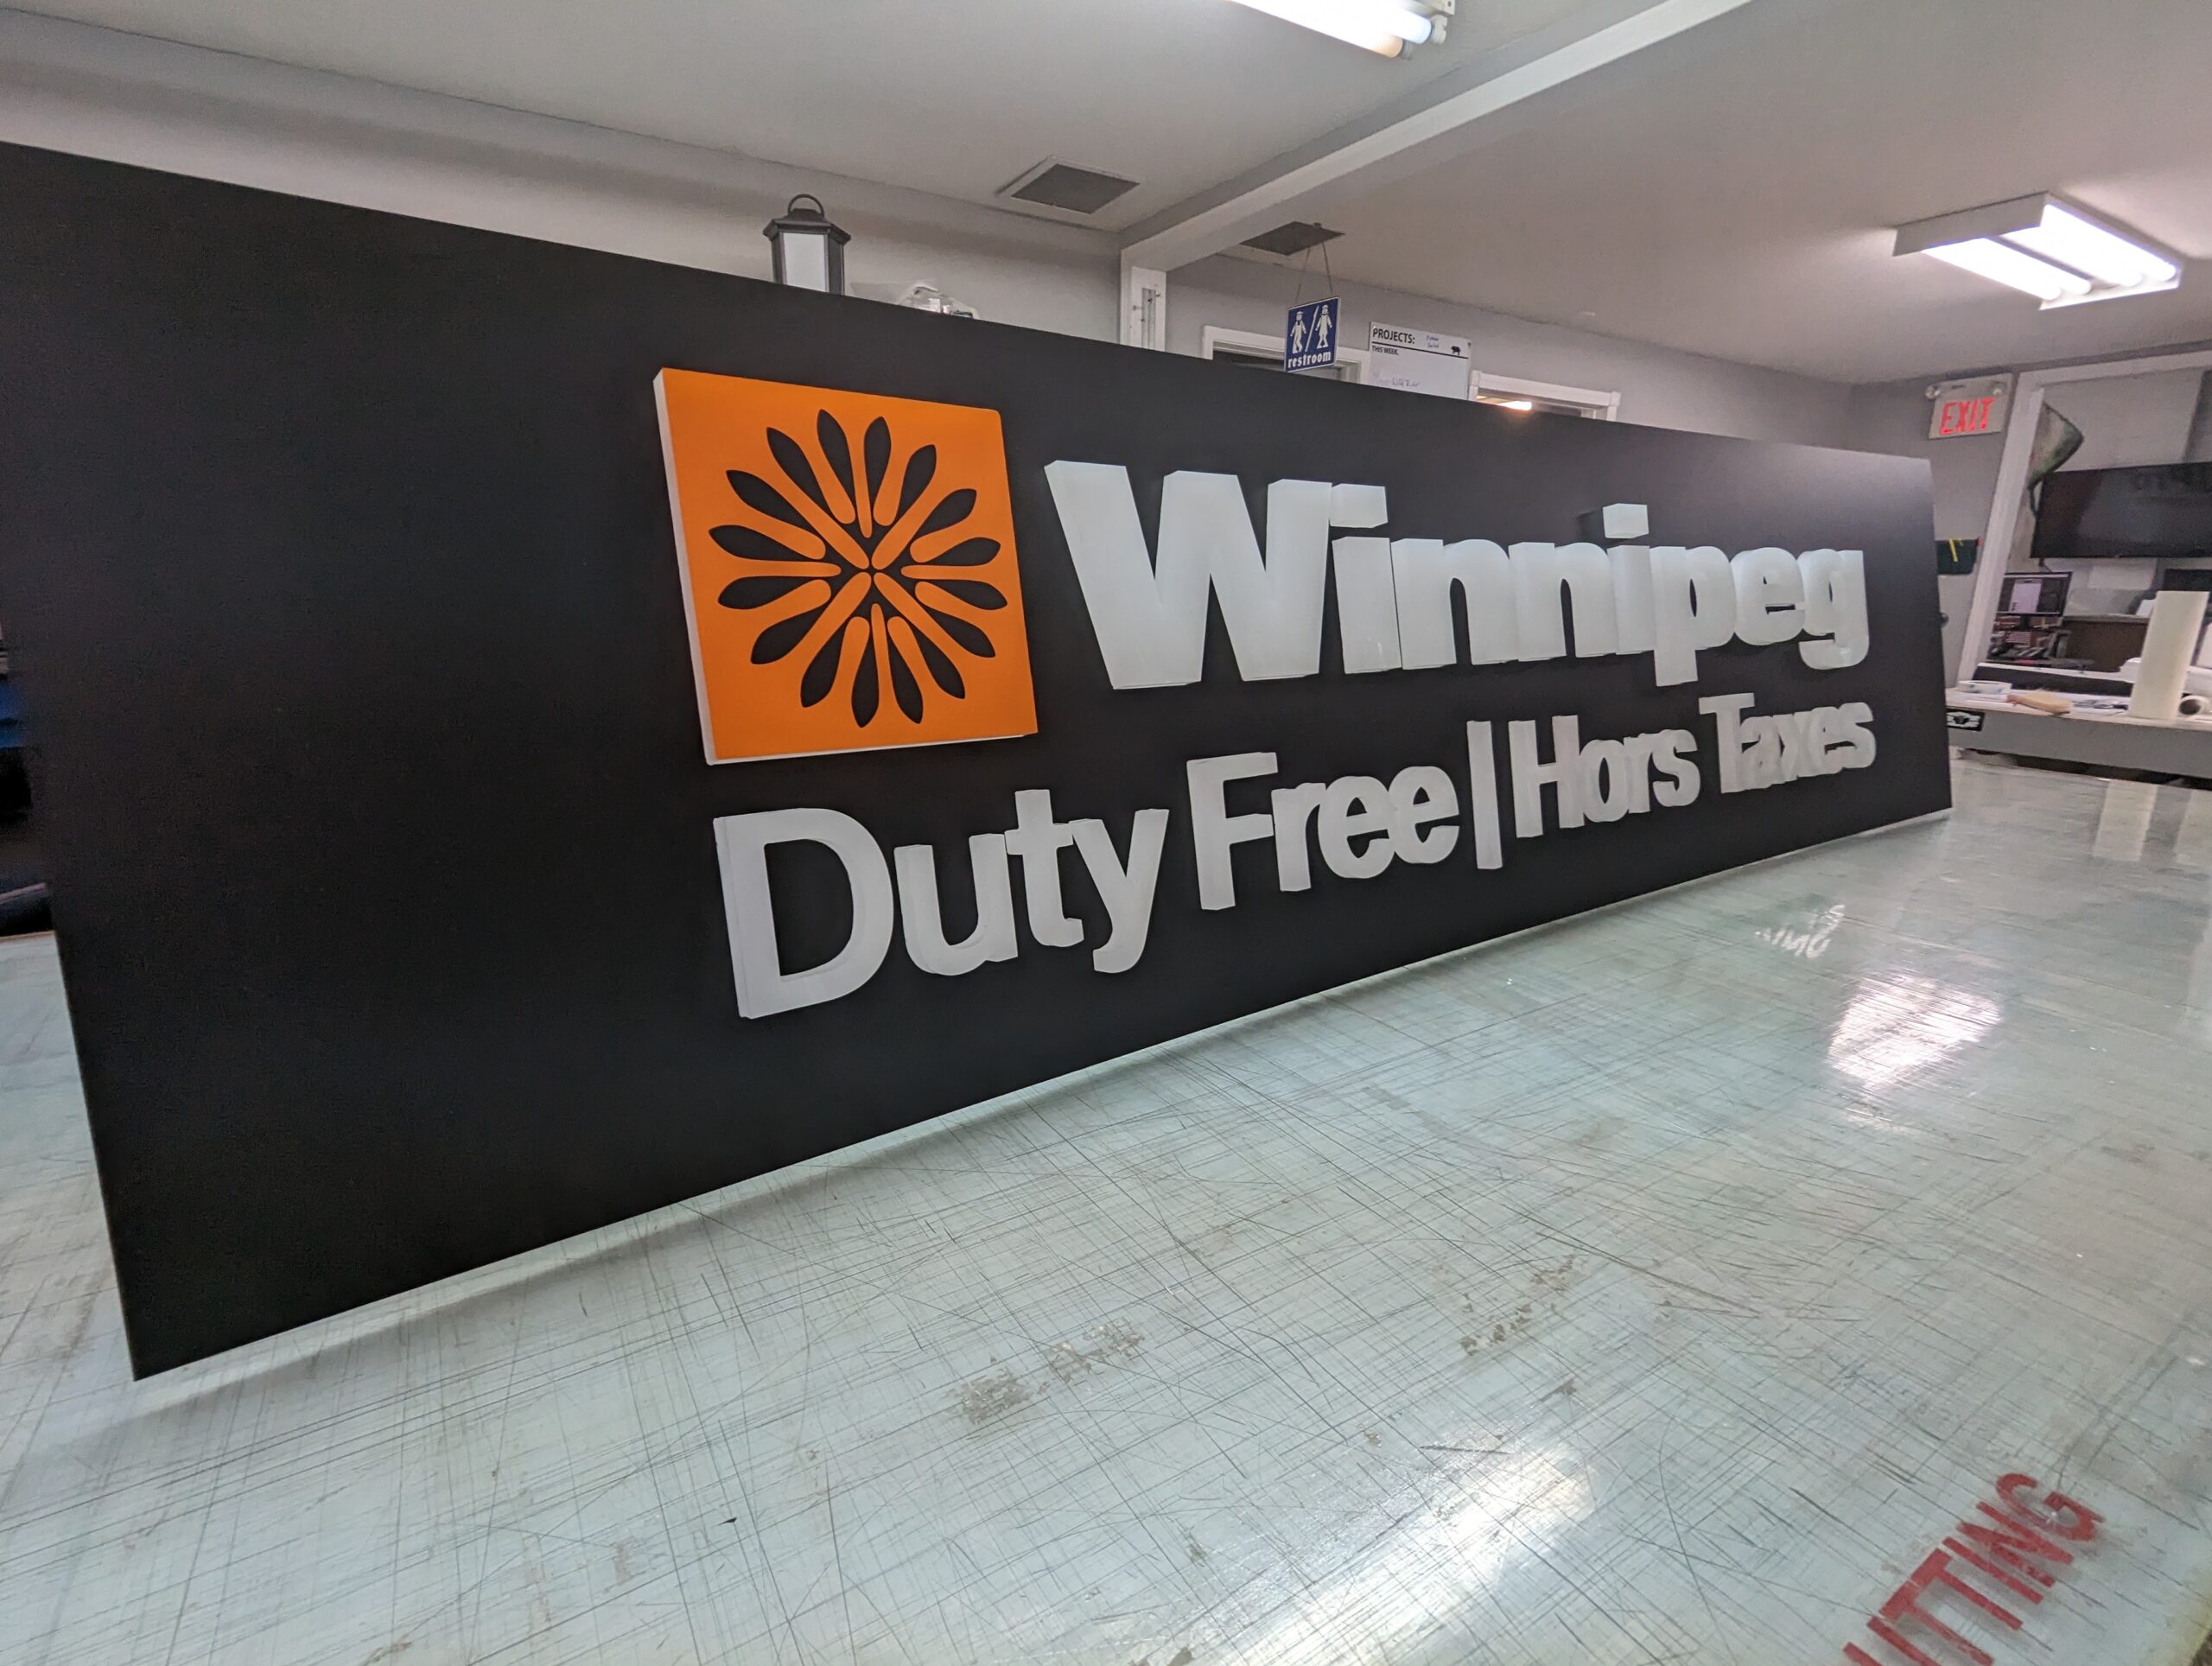 restroom
PROJECTS:
THIS WEEK:
EXIT
Winnipeg
Duty Free | Hors Taxes
UTTING